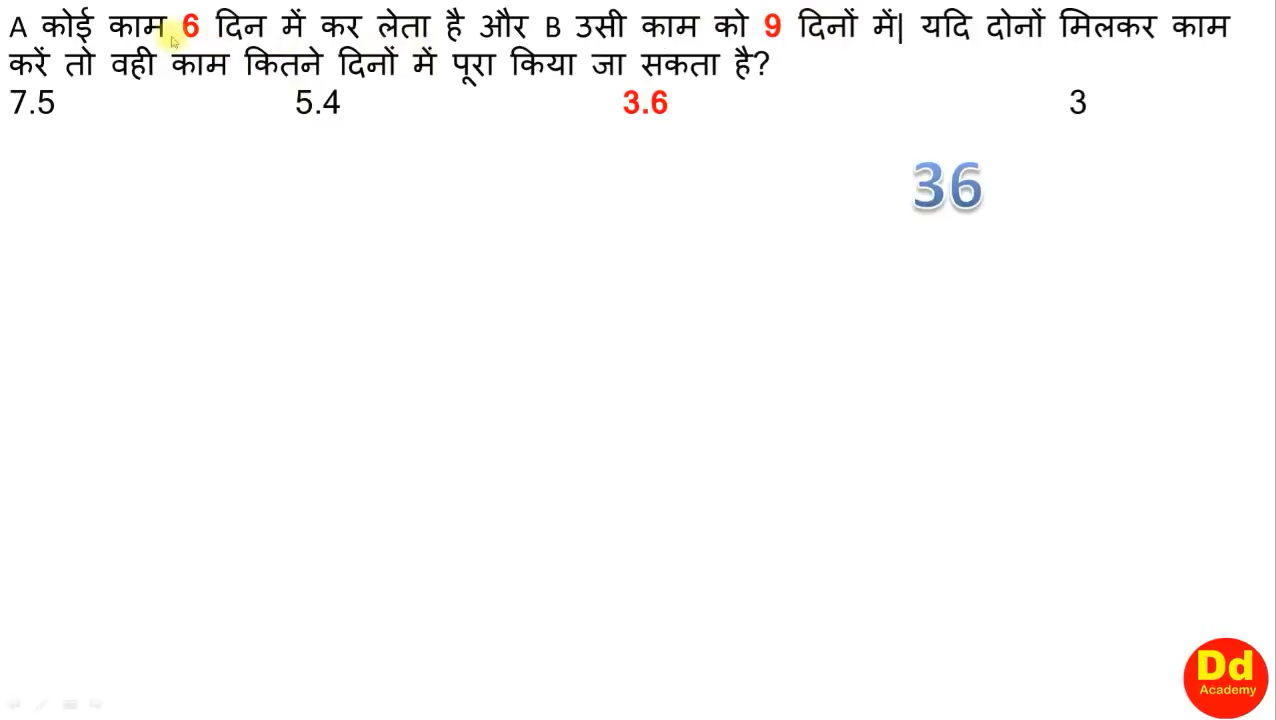 A कोई काम 6 दिन में कर लेता है और B उसी काम को 9 दिनों में| यदि दोनों मिलकर काम
करें तो वही काम कितने दिनों में पूरा किया जा सकता है?
7.5 5.4 3.6 3
36
Dd
Academy